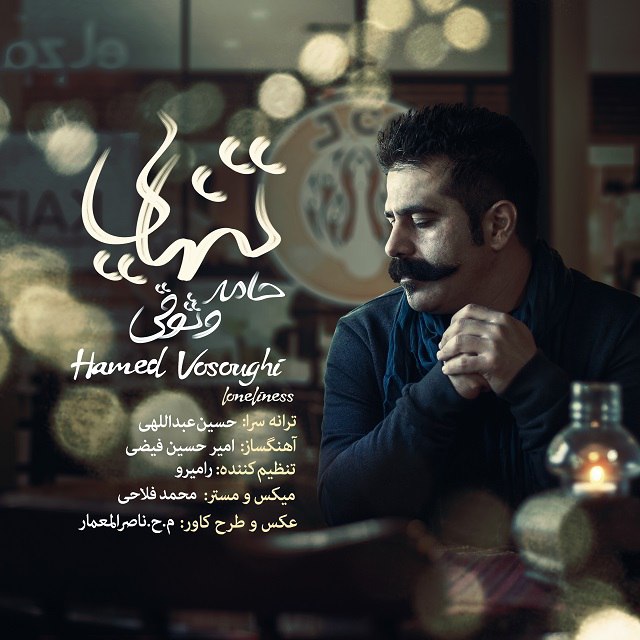 تنهایی
حامد
وثوقی
Hamed Vosoughi
loneliness
ترانه سرا: حسین عبداللهی
آهنگساز: امیر حسین فیضی
تنظیم کننده: رامیرو
میکس و مستر: محمد فلاحی
عکس و طرح کاور: م.ح.ناصرالمعمار